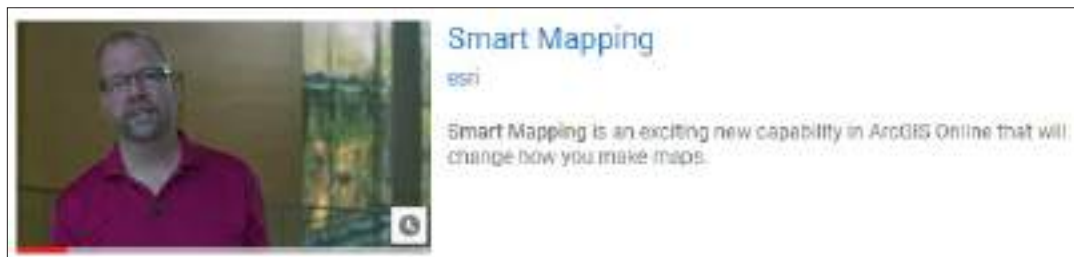 Smart Mapping
esri
Smart Mapping is an exciting new capability in ArcGIS Online that will
change how you make maps.